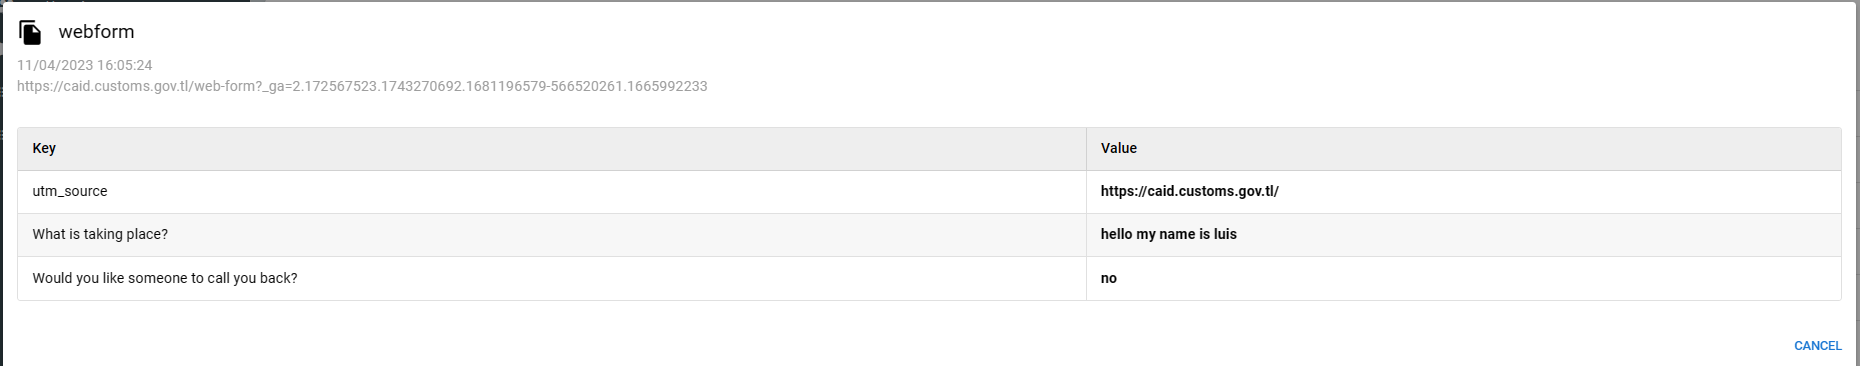 webform
11/04/2023 16:05:24
https://caid.customs.gov.tl/web-form?_ga=2.172567523.1743270692.1681196579-566520261.1665992233
Key Value
utm_source https://caid.customs.gov.tl/
What is taking place? hello my name is luis
Would you like someone to call you back? no
CANCEL